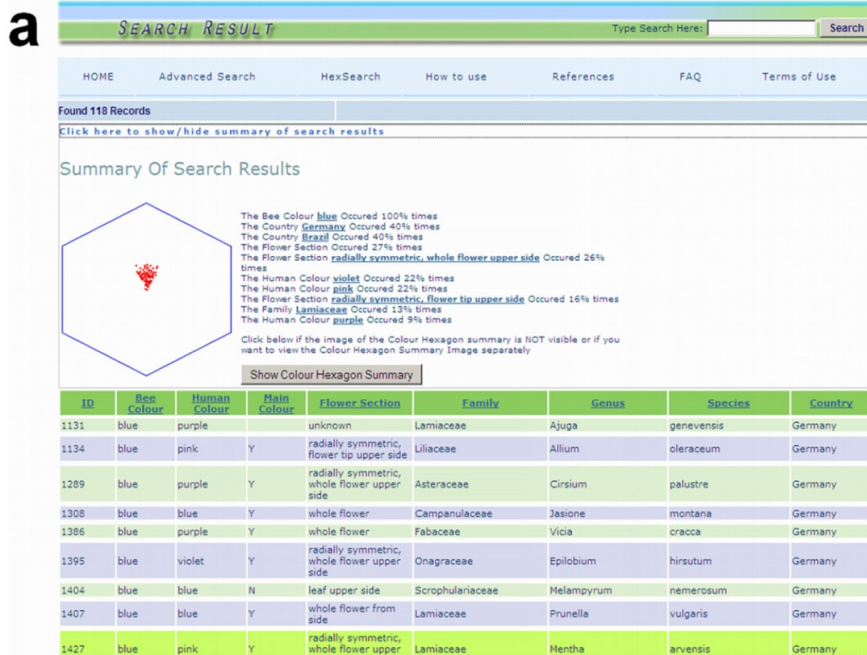 a
SEARCH RESULT
Type Search Here: Search
HOME Advanced Search HexSearch How to use References FAQ Terms of Use
Found 118 Records
Click here to show/hide summary of search results
Summary Of Search Results
The Bee Colour blue Occured 100% times
The Country Germany Occured 40% times
The Country Brazil Occured 40% times
The Flower Section Occured 27% times
The Flower Section radially symmetric, whole flower upper side Occured 26%
times
The Human Colour violet Occured 22% times
The Human Colour pink Occured 22% times
The Flower Section radially symmetric, flower tip upper side Occured 16% times
The Family Lamiaceae Occured 13% times
The Human Colour purple Occured 9% times
Click below if the image of the Colour Hexagon summary is NOT visible or if you
want to view the Colour Hexagon Summary Image separately
Show Colour Hexagon Summary
ID Bee Colour Human Colour Main Colour Flower Section Family Genus Species Country
1131 blue purple unknown Lamiaceae Ajuga genevensis Germany
1134 blue pink Y radially symmetric, flower tip upper side Liliaceae Allium oleraceum Germany
1289 blue purple Y radially symmetric, whole flower upper side Asteraceae Cirsium palustre Germany
1308 blue blue Y whole flower Campanulaceae Jasione montana Germany
1386 blue purple Y whole flower Fabaceae Vicia cracca Germany
1395 blue violet Y radially symmetric, whole flower upper side Onagraceae Epilobium hirsutum Germany
1404 blue blue N leaf upper side Scrophulariaceae Melampyrum nemerosum Germany
1407 blue blue Y whole flower from side Lamiaceae Prunella vulgaris Germany
1427 blue pink Y radially symmetric, whole flower upper Lamiaceae Mentha arvensis Germany